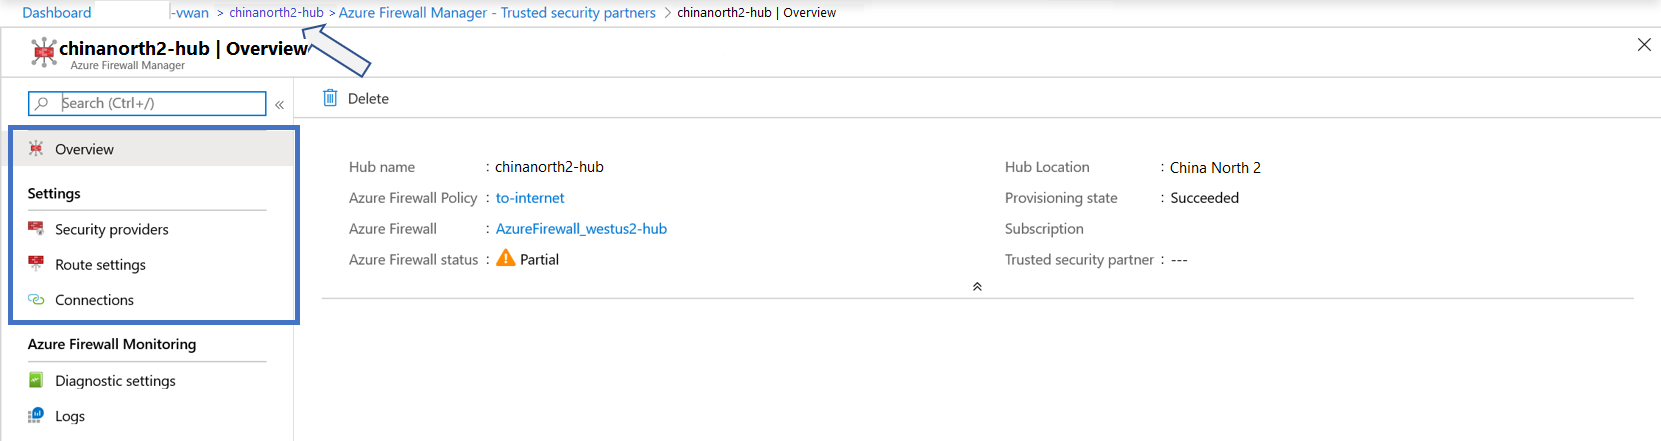 Dashboard -vwan > chinanorth2-hub > Azure Firewall Manager - Trusted security partners > chinanorth2-hub | Overview
chinanorth2-hub | Overview
Azure Firewall Manager
Search (Ctrl+/) «
Delete
Overview
Settings
Security providers
Route settings
Connections
Azure Firewall Monitoring
Diagnostic settings
Logs
Hub name : chinanorth2-hub
Azure Firewall Policy : to-internet
Azure Firewall : AzureFirewall_westus2-hub
Azure Firewall status : Partial
Hub Location : China North 2
Provisioning state : Succeeded
Subscription
Trusted security partner : ---